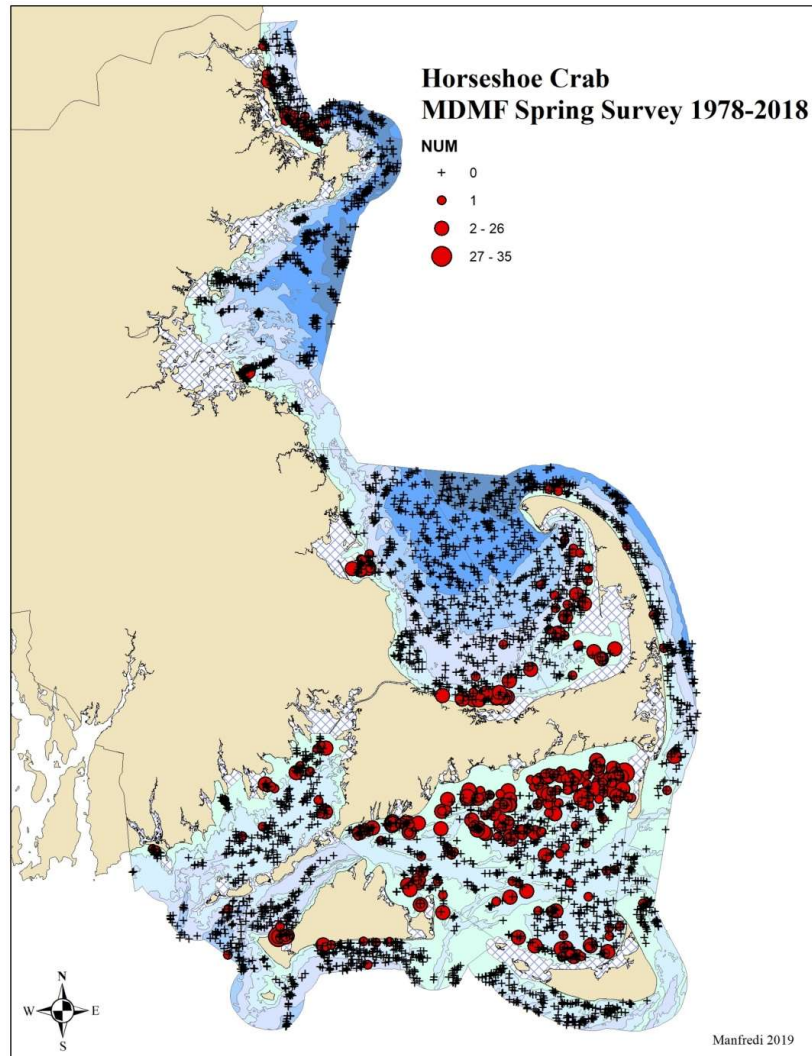 Horseshoe Crab
MDMF Spring Survey 1978-2018
NUM
0
1
2 - 26
27 - 35
N
W E
S
Manfredi 2019